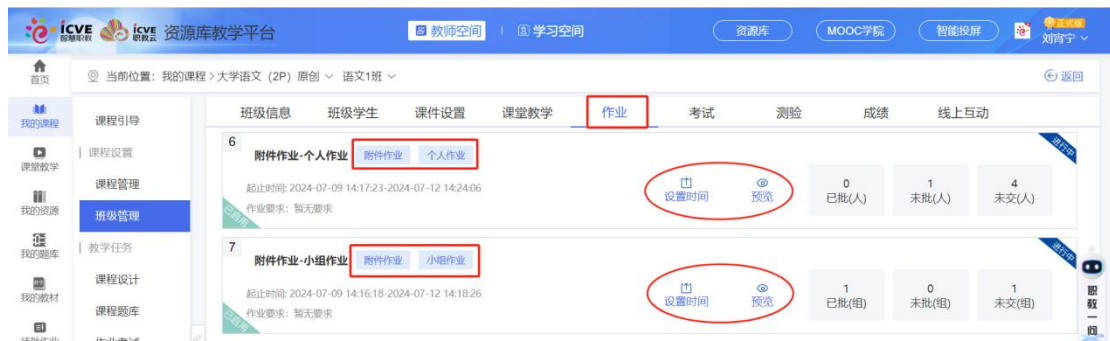 icve 智慧职教 icve 职教云 资源库教学平台 教师空间 学习空间 资源库 MOOC学院 智能投屏 正式版 刘宵宁
首页 当前位置：我的课程 > 大学语文（2P）原创 语文1班 返回
我的课程 课程引导 班级信息 班级学生 课件设置 课堂教学 作业 考试 测验 成绩 线上互动
课堂教学 课程设置
我的资源 课程管理
班级管理
我的题库 教学任务
我的教材 课程设计
课程题库
6 附件作业-个人作业 附件作业 个人作业 进行中
起止时间: 2024-07-09 14:17:23-2024-07-12 14:24:06
作业要求：暂无要求
已启用
设置时间 预览
0 已批(人) 1 未批(人) 4 未交(人)
7 附件作业-小组作业 附件作业 小组作业 进行中
起止时间: 2024-07-09 14:16:18-2024-07-12 14:18:26
作业要求：暂无要求
已启用
设置时间 预览
1 已批(组) 0 未批(组) 1 未交(组)
职教一问